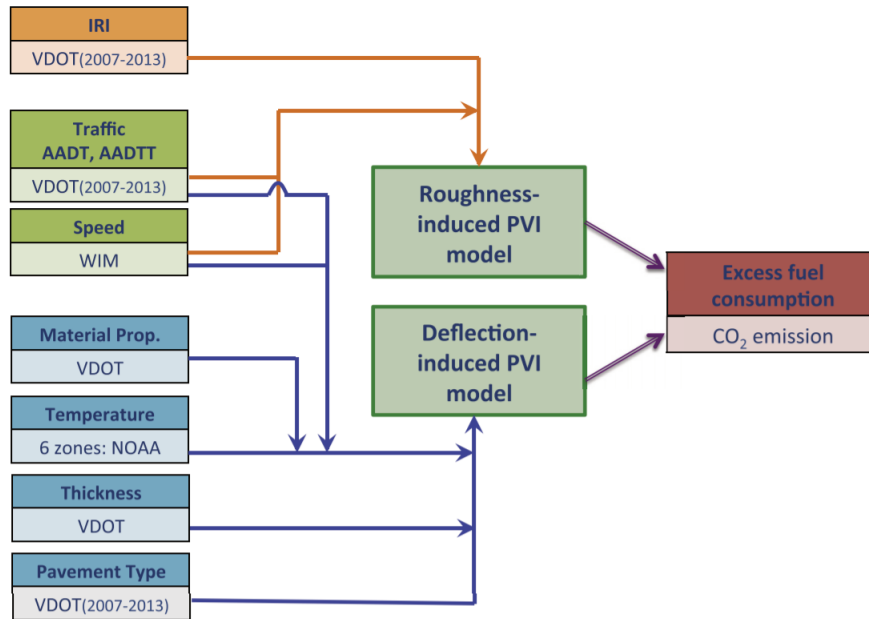 IRI
VDOT(2007-2013)
Traffic
AADT, AADTT
VDOT(2007-2013)
Speed
WIM
Material Prop.
VDOT
Temperature
6 zones: NOAA
Thickness
VDOT
Pavement Type
VDOT(2007-2013)
Roughness-
induced PVI
model
Deflection-
induced PVI
model
Excess fuel
consumption
CO₂ emission